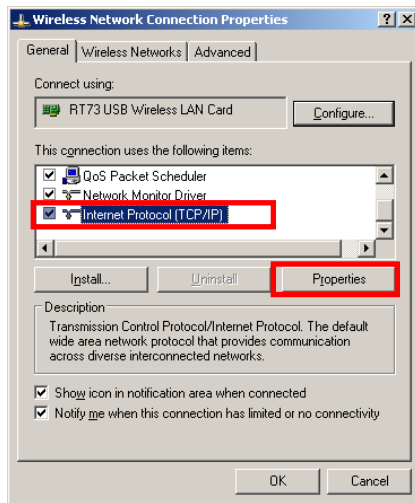 Wireless Network Connection Properties
General
Wireless Networks
Advanced
Connect using:
RT73 USB Wireless LAN Card
Configure...
This connection uses the following items:
QoS Packet Scheduler
Network Monitor Driver
Internet Protocol (TCP/IP)
Install...
Uninstall
Properties
Description
Transmission Control Protocol/Internet Protocol. The default
wide area network protocol that provides communication
across diverse interconnected networks.
Show icon in notification area when connected
Notify me when this connection has limited or no connectivity
OK
Cancel